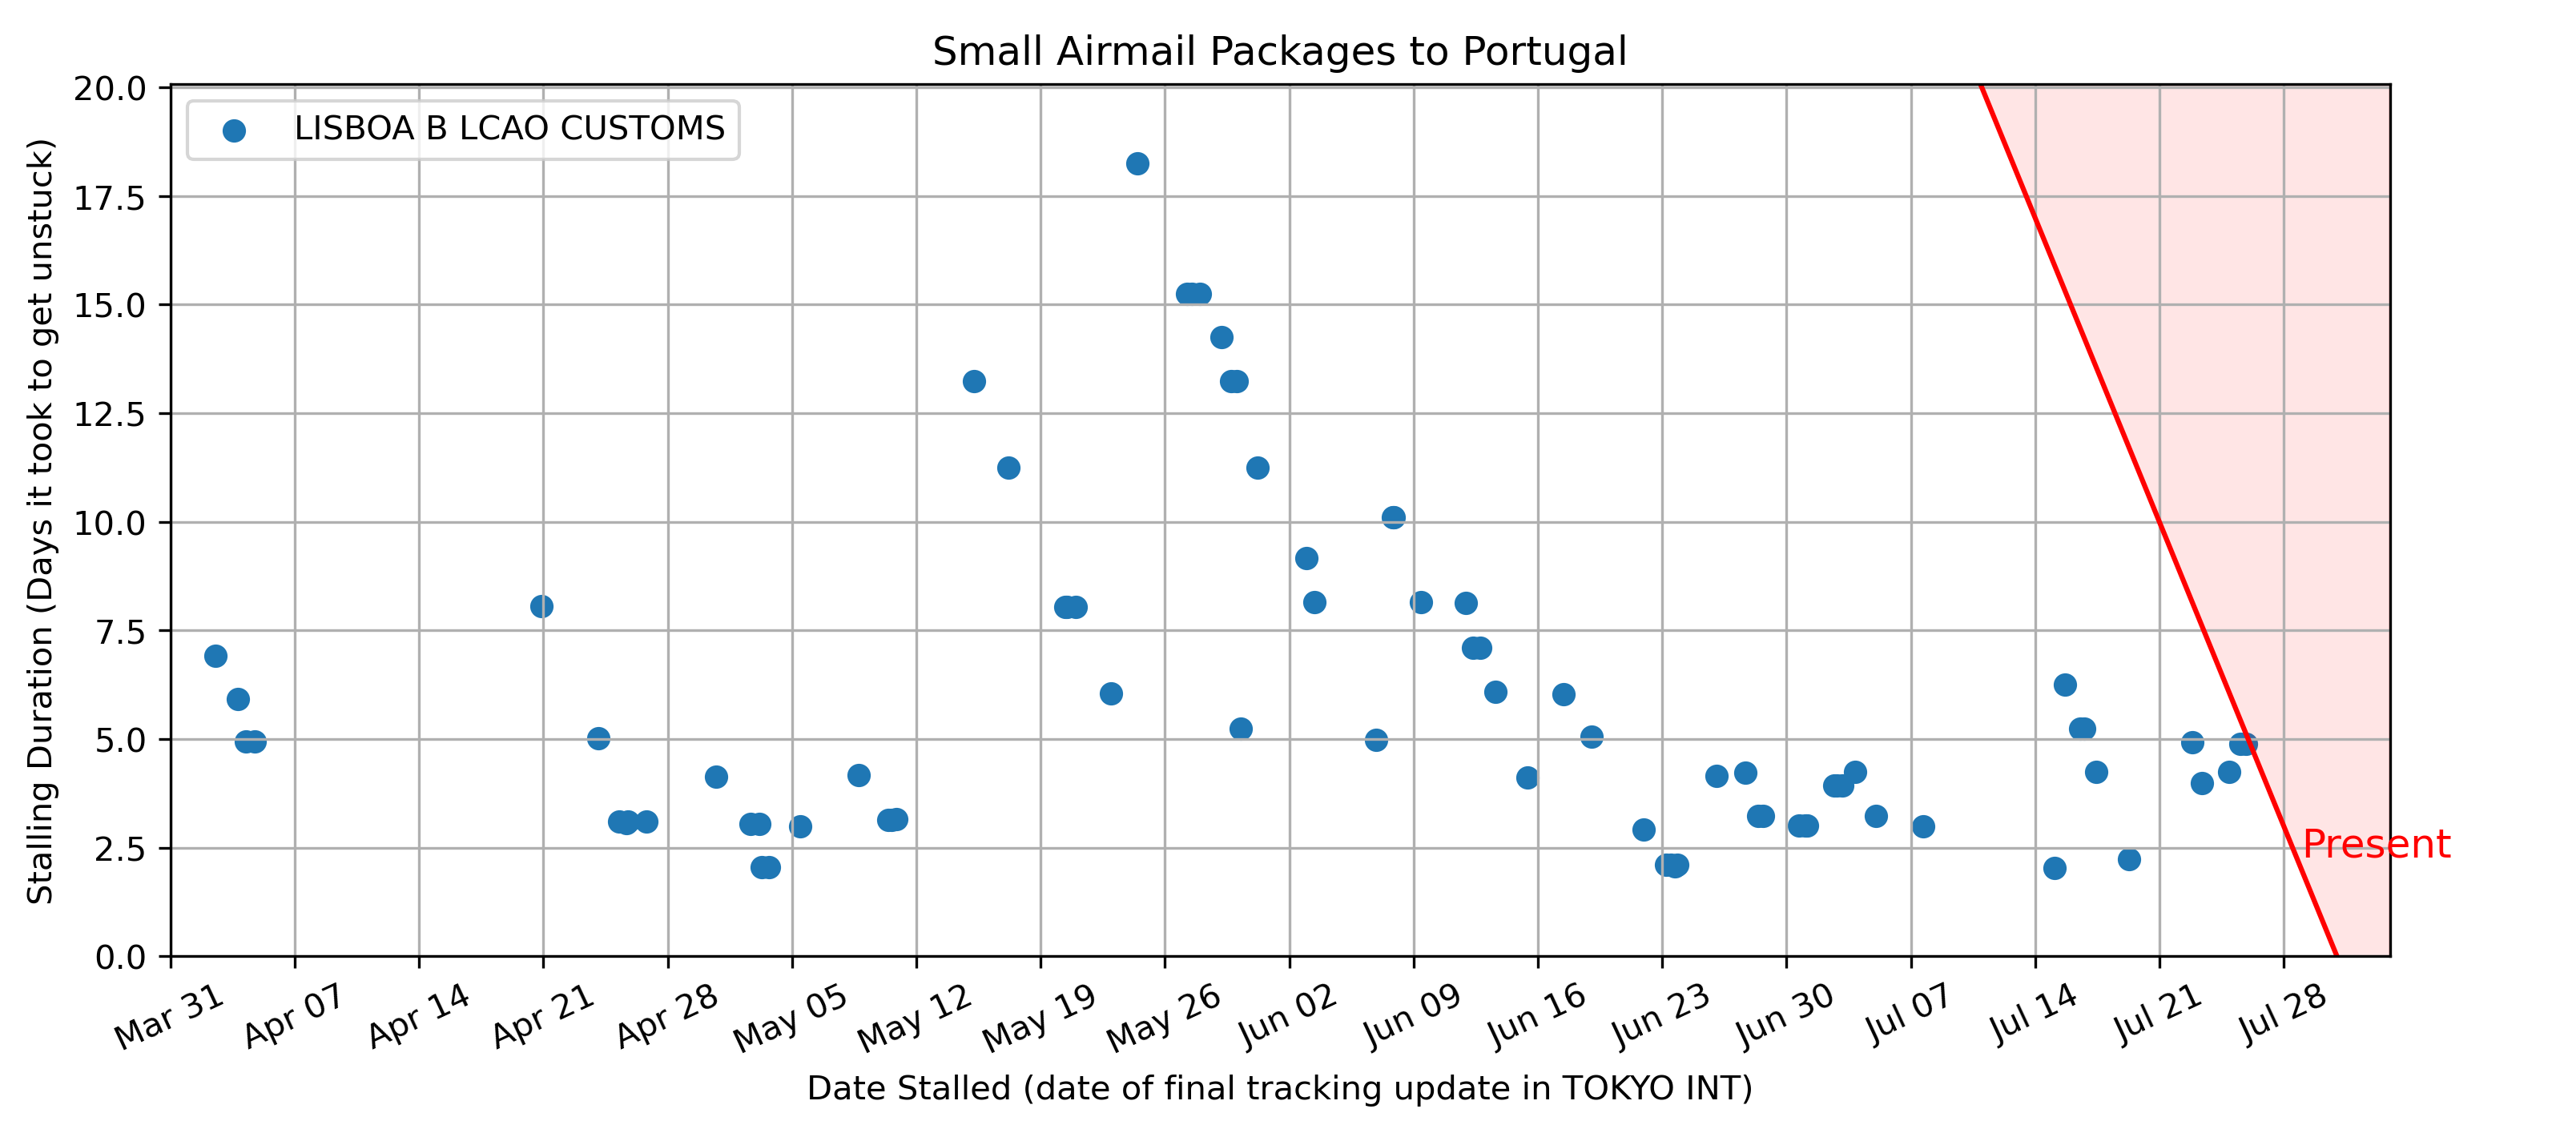 Small Airmail Packages to Portugal
LISBOA B LCAO CUSTOMS
Stalling Duration (Days it took to get unstuck)
20.0
17.5
15.0
12.5
10.0
7.5
5.0
2.5
0.0
Present
Mar 31 Apr 07 Apr 14 Apr 21 Apr 28 May 05 May 12 May 19 May 26 Jun 02 Jun 09 Jun 16 Jun 23 Jun 30 Jul 07 Jul 14 Jul 21 Jul 28
Date Stalled (date of final tracking update in TOKYO INT)